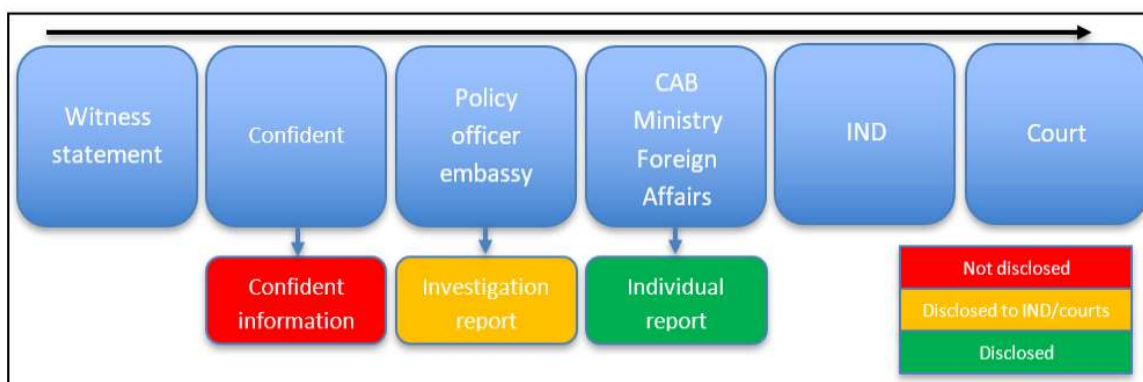 Witness
statement
Confident
Policy
officer
embassy
CAB
Ministry
Foreign
Affairs
IND
Court
Confident
information
Investigation
report
Individual
report
Not disclosed
Disclosed to IND/courts
Disclosed